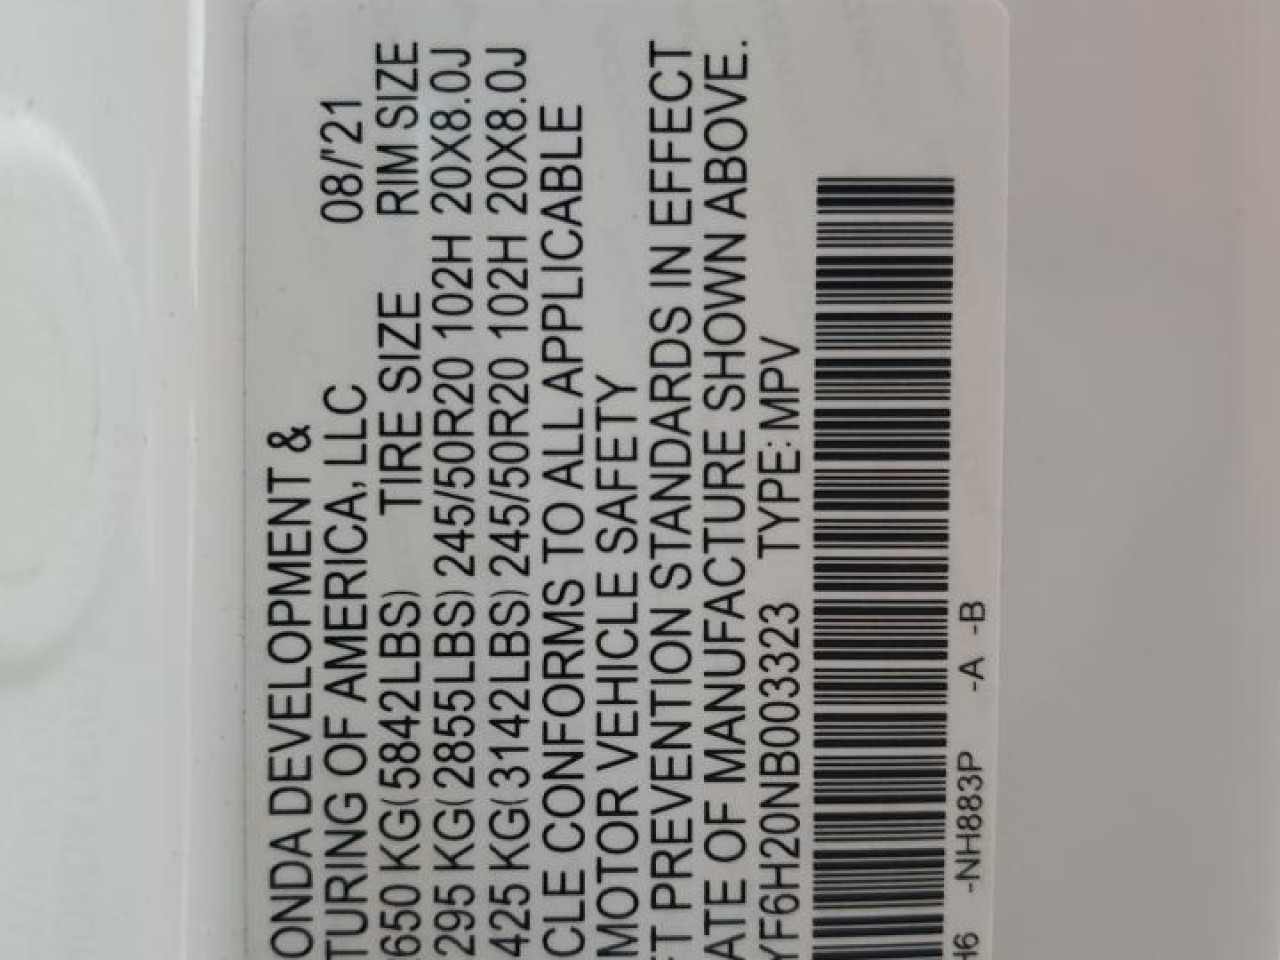 ONDA DEVELOPMENT &
TURING OF AMERICA, LLC 08/'21
650 KG(5842LBS) TIRE SIZE RIM SIZE
295 KG(2855LBS) 245/50R20 102H 20X8.0J
425 KG(3142LBS) 245/50R20 102H 20X8.0J
CLE CONFORMS TO ALL APPLICABLE
MOTOR VEHICLE SAFETY
FT PREVENTION STANDARDS IN EFFECT
ATE OF MANUFACTURE SHOWN ABOVE.
YF6H20NB003323 TYPE: MPV
H6 -NH883P -A -B